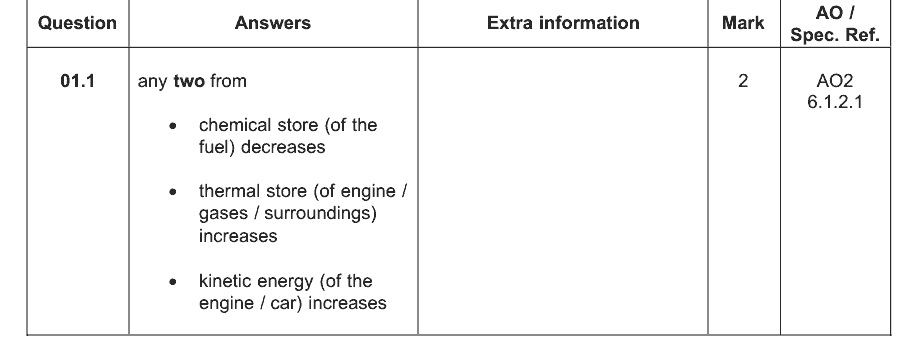 Question Answers Extra information Mark AO / Spec. Ref.
01.1 any two from 2 AO2
6.1.2.1
• chemical store (of the
fuel) decreases
• thermal store (of engine /
gases / surroundings)
increases
• kinetic energy (of the
engine / car) increases